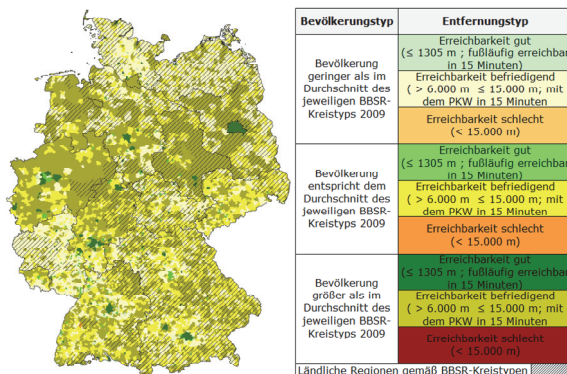 Bevölkerungstyp
Entfernungstyp
Bevölkerung
geringer als im
Durchschnitt des
jeweiligen BBSR-
Kreistyps 2009
Erreichbarkeit gut
(≤ 1305 m ; fußläufig erreichbar
in 15 Minuten)
Erreichbarkeit befriedigend
( > 6.000 m ≤ 15.000 m; mit
dem PKW in 15 Minuten
Erreichbarkeit schlecht
(< 15.000 m)
Bevölkerung
entspricht dem
Durchschnitt des
jeweiligen BBSR-
Kreistyps 2009
Erreichbarkeit gut
(≤ 1305 m ; fußläufig erreichbar
in 15 Minuten)
Erreichbarkeit befriedigend
( > 6.000 m ≤ 15.000 m; mit
dem PKW in 15 Minuten
Erreichbarkeit schlecht
(< 15.000 m)
Bevölkerung
größer als im
Durchschnitt des
jeweiligen BBSR-
Kreistyps 2009
Erreichbarkeit gut
(≤ 1305 m ; fußläufig erreichbar
in 15 Minuten)
Erreichbarkeit befriedigend
( > 6.000 m ≤ 15.000 m; mit
dem PKW in 15 Minuten
Erreichbarkeit schlecht
(< 15.000 m)
Ländliche Regionen gemäß BBSR-Kreistypen